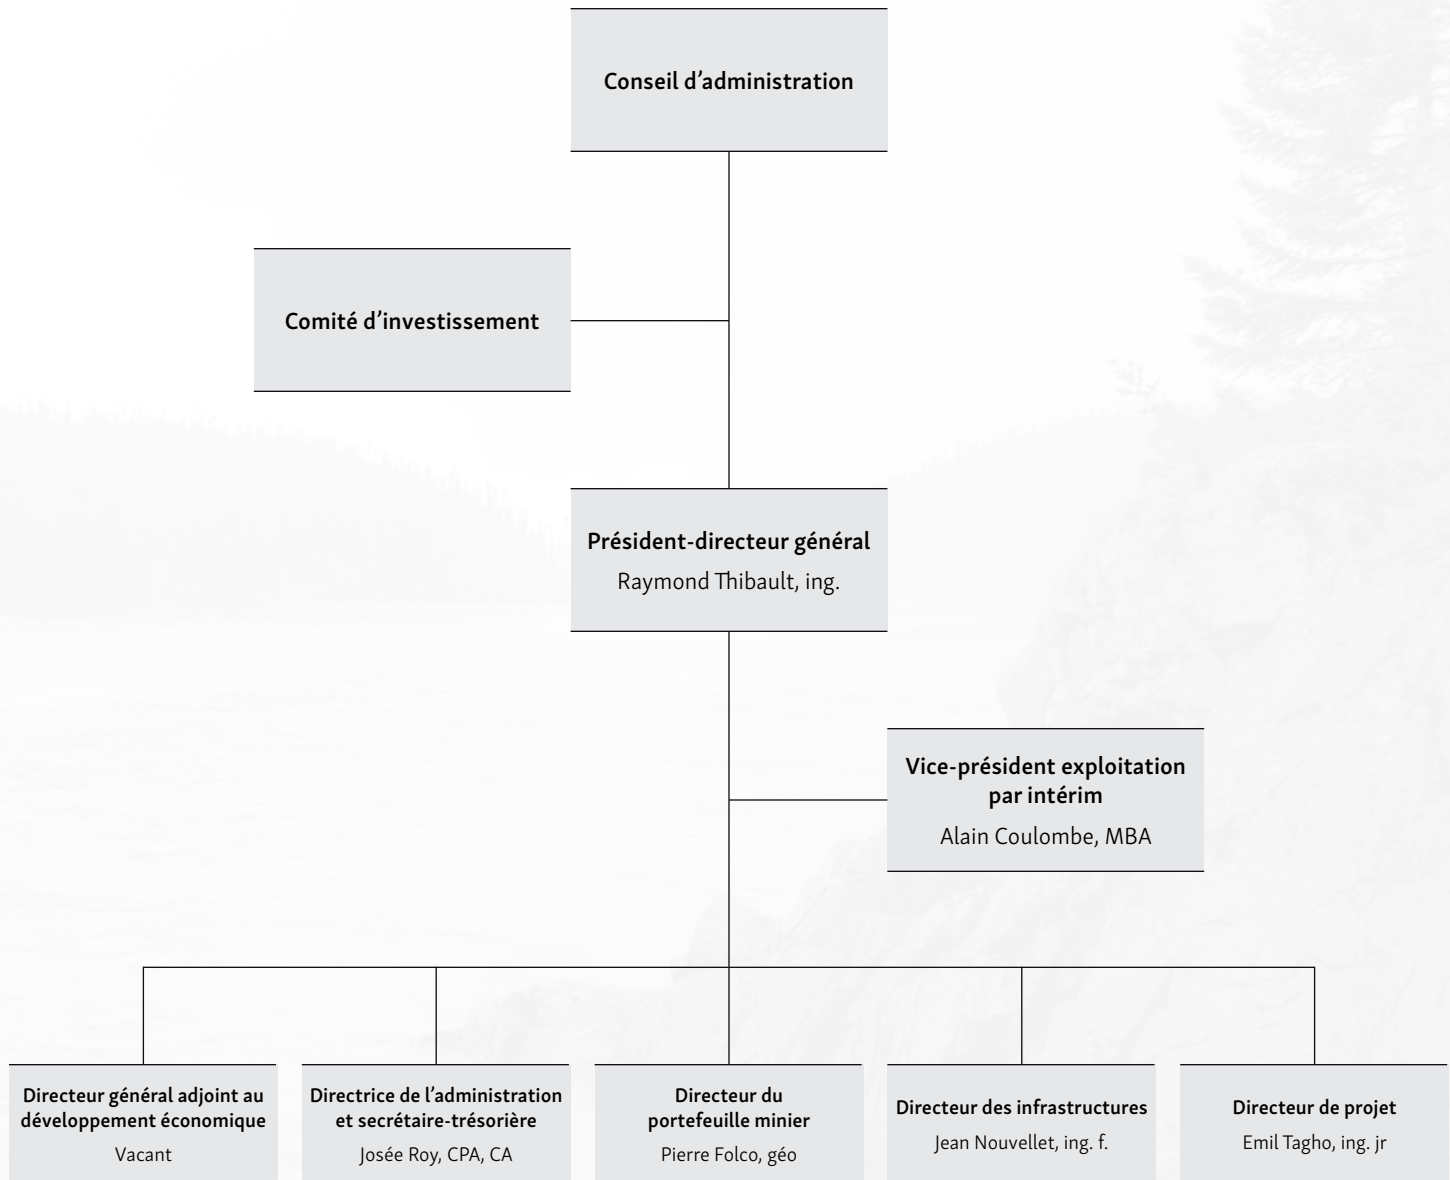 Conseil d’administration
Comité d’investissement
Président-directeur général
Raymond Thibault, ing.
Vice-président exploitation
par intérim
Alain Coulombe, MBA
Directeur général adjoint au
développement économique
Vacant
Directrice de l’administration
et secrétaire-trésorière
Josée Roy, CPA, CA
Directeur du
portefeuille minier
Pierre Folco, géo
Directeur des infrastructures
Jean Nouvellet, ing. f.
Directeur de projet
Emil Tagho, ing. jr